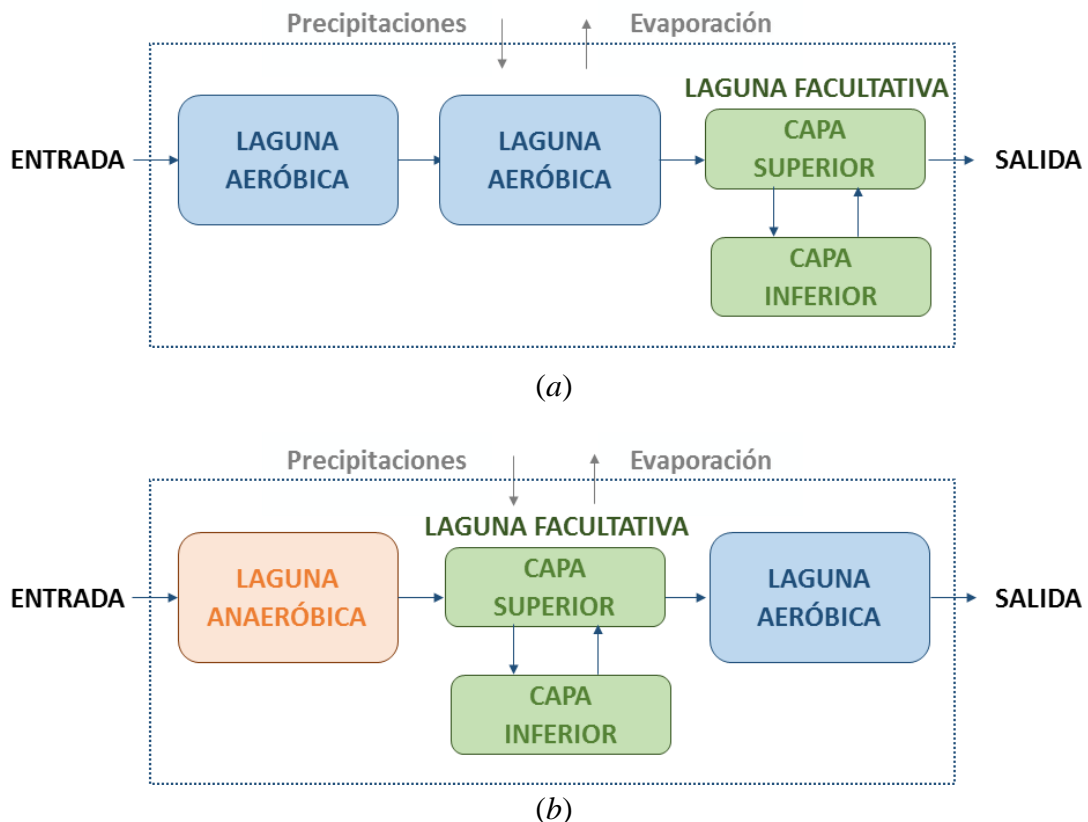 Precipitaciones
Evaporación
LAGUNA FACULTATIVA
ENTRADA
LAGUNA
AERÓBICA
LAGUNA
AERÓBICA
CAPA
SUPERIOR
SALIDA
CAPA
INFERIOR
(a)
Precipitaciones
Evaporación
LAGUNA FACULTATIVA
ENTRADA
LAGUNA
ANAERÓBICA
CAPA
SUPERIOR
LAGUNA
AERÓBICA
SALIDA
CAPA
INFERIOR
(b)